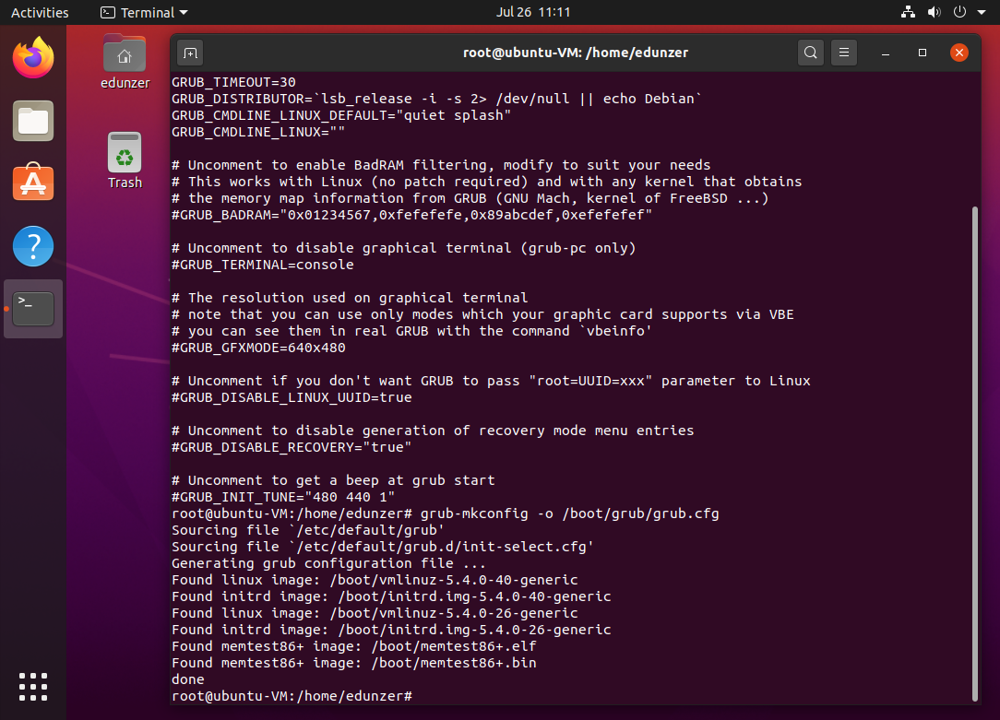 Activities
Terminal
Jul 26 11:11
edunzer
Trash
root@ubuntu-VM: /home/edunzer
GRUB_TIMEOUT=30
GRUB_DISTRIBUTOR=`lsb_release -i -s 2> /dev/null || echo Debian`
GRUB_CMDLINE_LINUX_DEFAULT="quiet splash"
GRUB_CMDLINE_LINUX=""
# Uncomment to enable BadRAM filtering, modify to suit your needs
# This works with Linux (no patch required) and with any kernel that obtains
# the memory map information from GRUB (GNU Mach, kernel of FreeBSD ...)
#GRUB_BADRAM="0x01234567,0xfefefefe,0x89abcdef,0xefefefef"
# Uncomment to disable graphical terminal (grub-pc only)
#GRUB_TERMINAL=console
# The resolution used on graphical terminal
# note that you can use only modes which your graphic card supports via VBE
# you can see them in real GRUB with the command `vbeinfo'
#GRUB_GFXMODE=640x480
# Uncomment if you don't want GRUB to pass "root=UUID=xxx" parameter to Linux
#GRUB_DISABLE_LINUX_UUID=true
# Uncomment to disable generation of recovery mode menu entries
#GRUB_DISABLE_RECOVERY="true"
# Uncomment to get a beep at grub start
#GRUB_INIT_TUNE="480 440 1"
root@ubuntu-VM:/home/edunzer# grub-mkconfig -o /boot/grub/grub.cfg
Sourcing file `/etc/default/grub'
Sourcing file `/etc/default/grub.d/init-select.cfg'
Generating grub configuration file ...
Found linux image: /boot/vmlinuz-5.4.0-40-generic
Found initrd image: /boot/initrd.img-5.4.0-40-generic
Found linux image: /boot/vmlinuz-5.4.0-26-generic
Found initrd image: /boot/initrd.img-5.4.0-26-generic
Found memtest86+ image: /boot/memtest86+.elf
Found memtest86+ image: /boot/memtest86+.bin
done
root@ubuntu-VM:/home/edunzer#